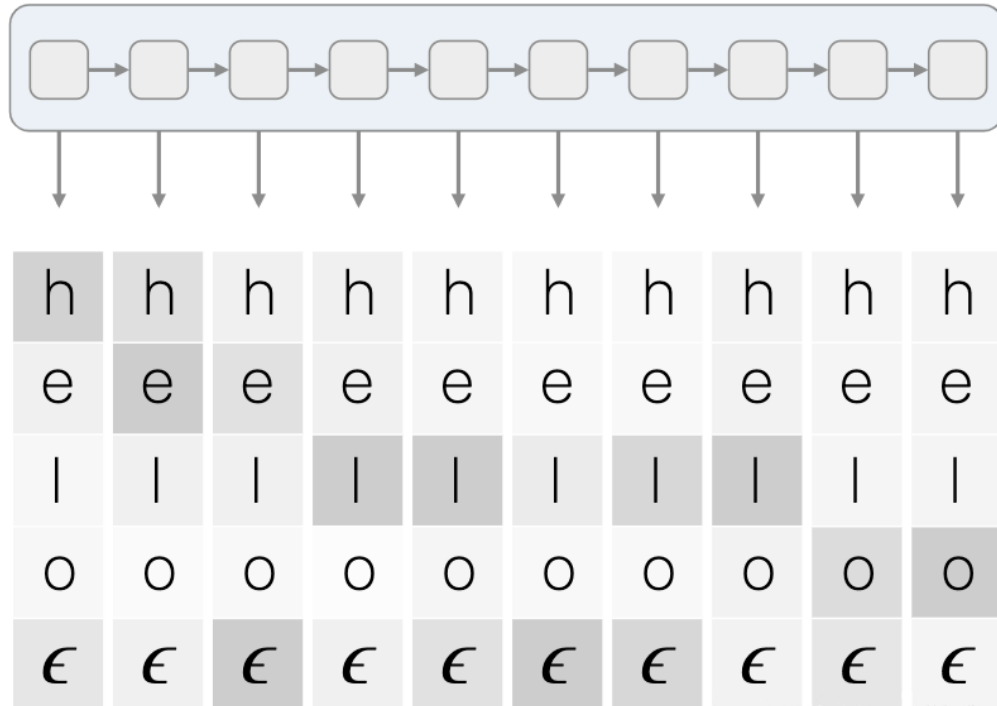 h h h h h h h h h h
e e e e e e e e e e
l l l l l l l l l l
o o o o o o o o o o
ϵ ϵ ϵ ϵ ϵ ϵ ϵ ϵ ϵ ϵ